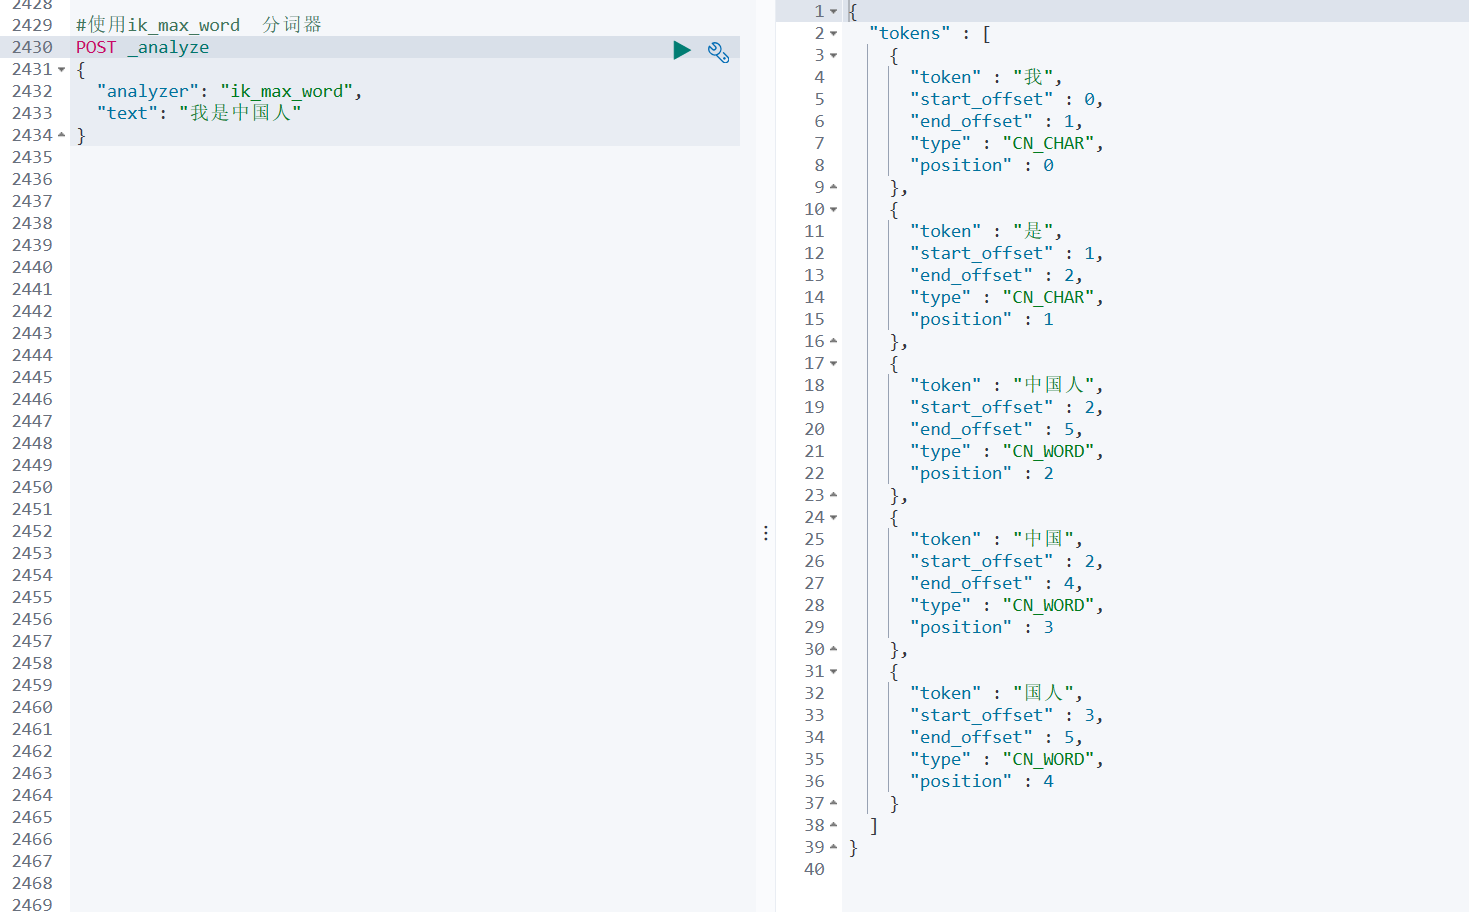 2428
2429 #使用ik_max_word  分词器
2430 POST _analyze
2431 {
2432   "analyzer": "ik_max_word",
2433   "text": "我是中国人"
2434 }
2435
2436
2437
2438
2439
2440
2441
2442
2443
2444
2445
2446
2447
2448
2449
2450
2451
2452
2453
2454
2455
2456
2457
2458
2459
2460
2461
2462
2463
2464
2465
2466
2467
2468
2469
1 {
2   "tokens" : [
3     {
4       "token" : "我",
5       "start_offset" : 0,
6       "end_offset" : 1,
7       "type" : "CN_CHAR",
8       "position" : 0
9     },
10     {
11       "token" : "是",
12       "start_offset" : 1,
13       "end_offset" : 2,
14       "type" : "CN_CHAR",
15       "position" : 1
16     },
17     {
18       "token" : "中国人",
19       "start_offset" : 2,
20       "end_offset" : 5,
21       "type" : "CN_WORD",
22       "position" : 2
23     },
24     {
25       "token" : "中国",
26       "start_offset" : 2,
27       "end_offset" : 4,
28       "type" : "CN_WORD",
29       "position" : 3
30     },
31     {
32       "token" : "国人",
33       "start_offset" : 3,
34       "end_offset" : 5,
35       "type" : "CN_WORD",
36       "position" : 4
37     }
38   ]
39 }
40